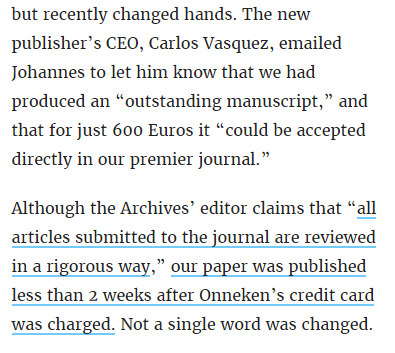 but recently changed hands. The new
publisher’s CEO, Carlos Vasquez, emailed
Johannes to let him know that we had
produced an “outstanding manuscript,” and
that for just 600 Euros it “could be accepted
directly in our premier journal.”
Although the Archives’ editor claims that “all
articles submitted to the journal are reviewed
in a rigorous way,” our paper was published
less than 2 weeks after Onneken’s credit card
was charged. Not a single word was changed.